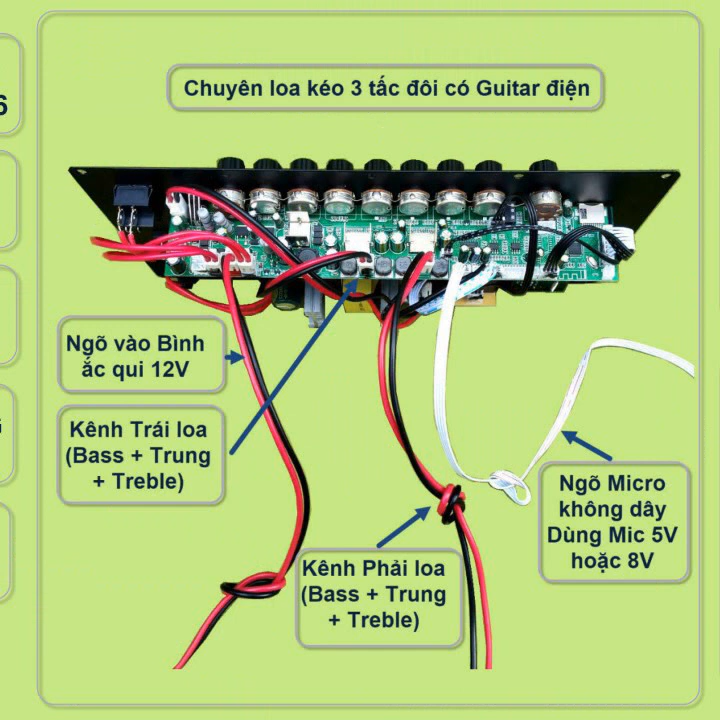 Chuyên loa kéo 3 tấc đôi có Guitar điện
6
Ngõ vào Bình
ắc qui 12V
Kênh Trái loa
(Bass + Trung
+ Treble)
Ngõ Micro
không dây
Dùng Mic 5V
hoặc 8V
Kênh Phải loa
(Bass + Trung
+ Treble)